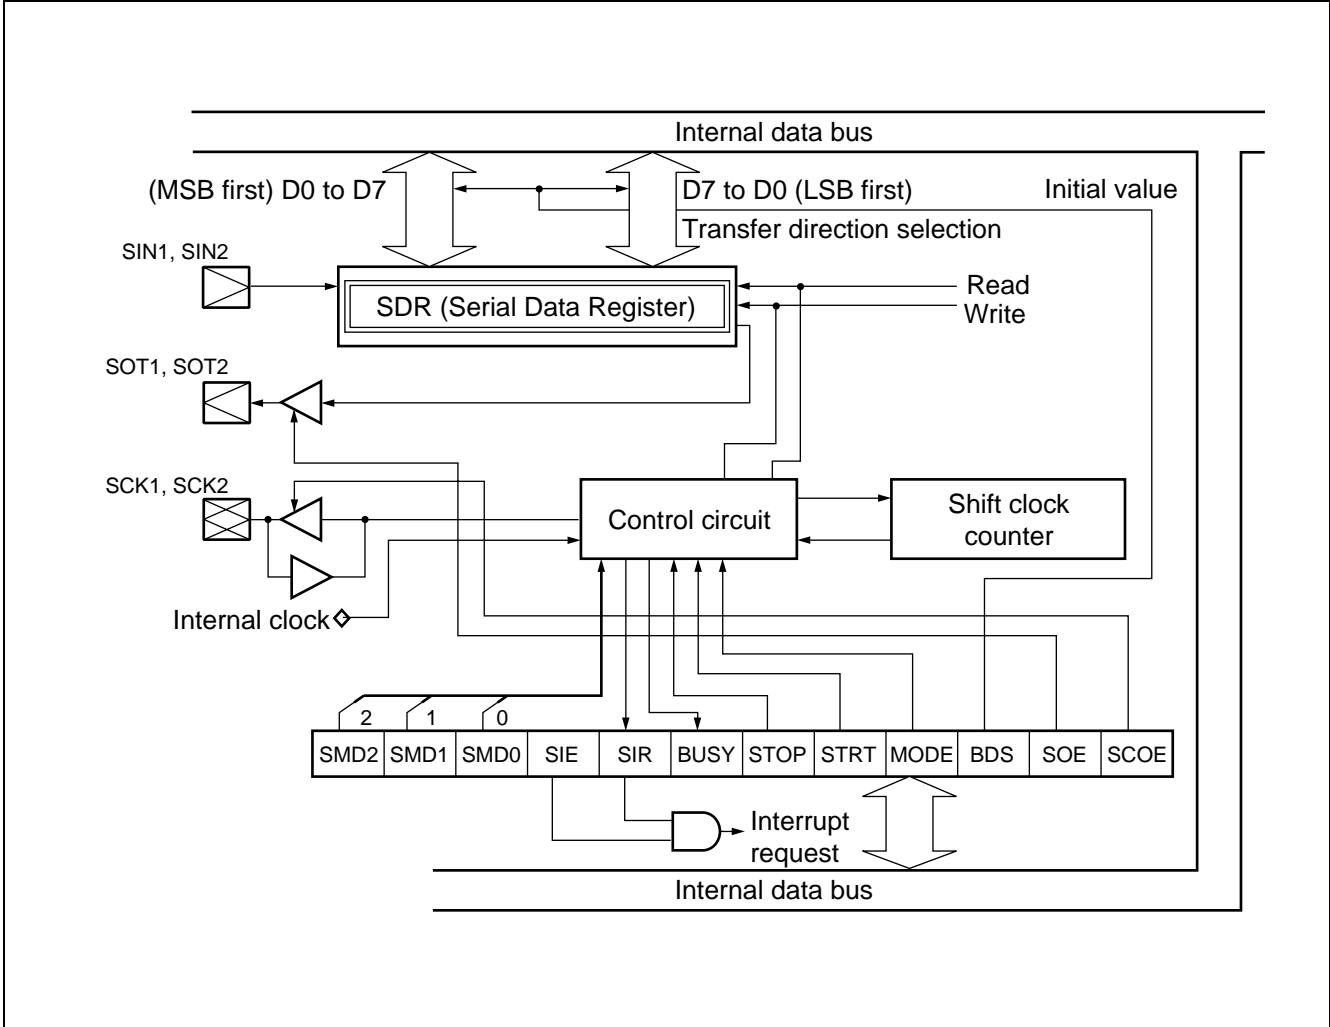 Internal data bus
(MSB first) D0 to D7
D7 to D0 (LSB first)
Initial value
Transfer direction selection
SIN1, SIN2
SDR (Serial Data Register)
Read
Write
SOT1, SOT2
SCK1, SCK2
Control circuit
Shift clock
counter
Internal clock
2 1 0
SMD2 SMD1 SMD0 SIE SIR BUSY STOP STRT MODE BDS SOE SCOE
Interrupt
request
Internal data bus